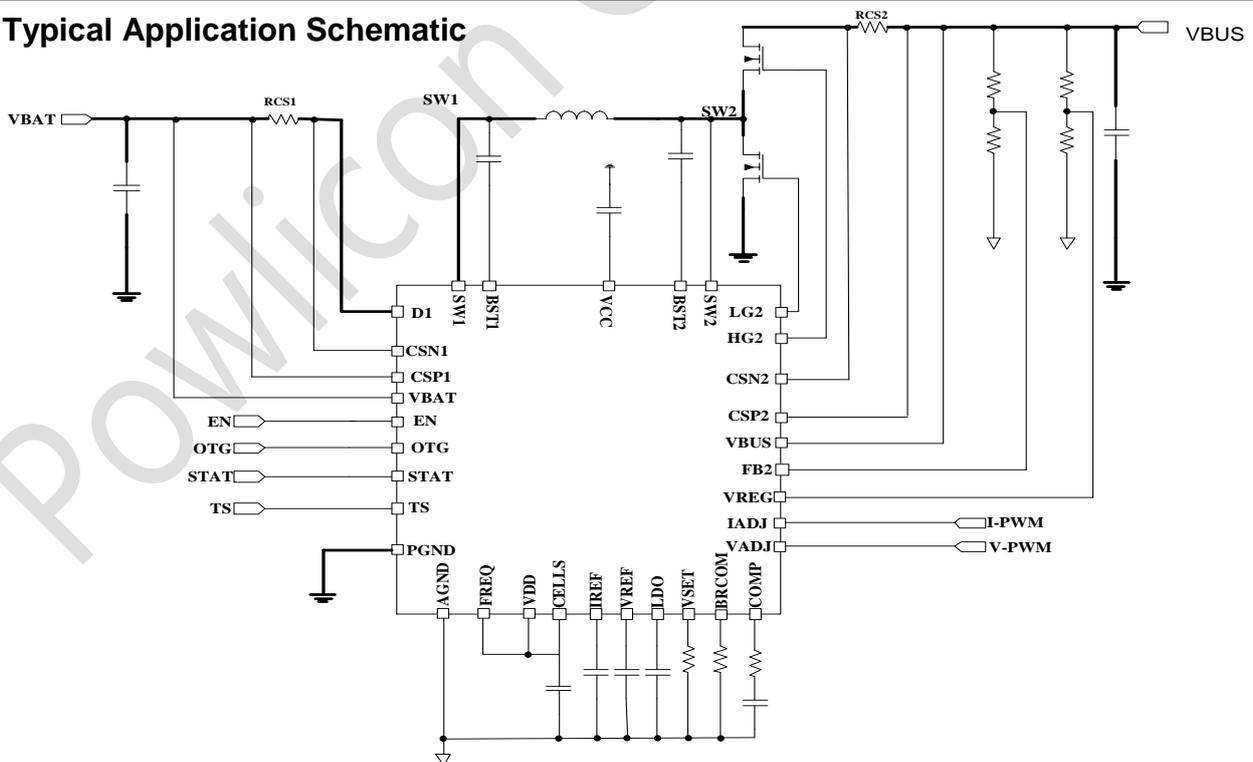 Typical Application Schematic
RCS2
VBUS
RCS1
SW1
SW2
VBAT
SW1
BST1
VCC
BST2
SW2
D1
LG2
CSN1
HG2
CSP1
CSN2
VBAT
CSP2
EN
EN
VBUS
OTG
OTG
FB2
STAT
STAT
VREG
TS
TS
IADJ
I-PWM
PGND
VADJ
V-PWM
AGND
FREQ
VDD
CELLS
IREF
VREF
LDO
VSET
BRCOM
COMP
Powlicon